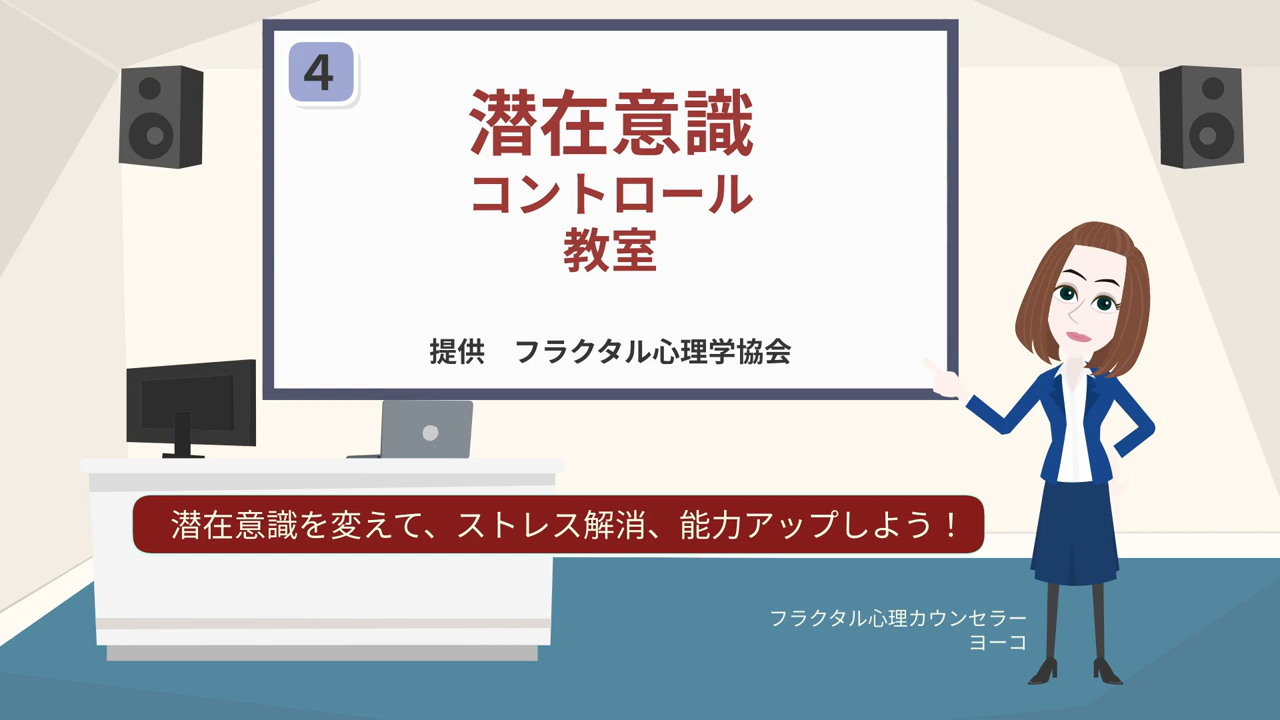 4
潜在意識
コントロール
教室
提供　フラクタル心理学協会
潜在意識を変えて、ストレス解消、能力アップしよう！
フラクタル心理カウンセラー
ヨーコ